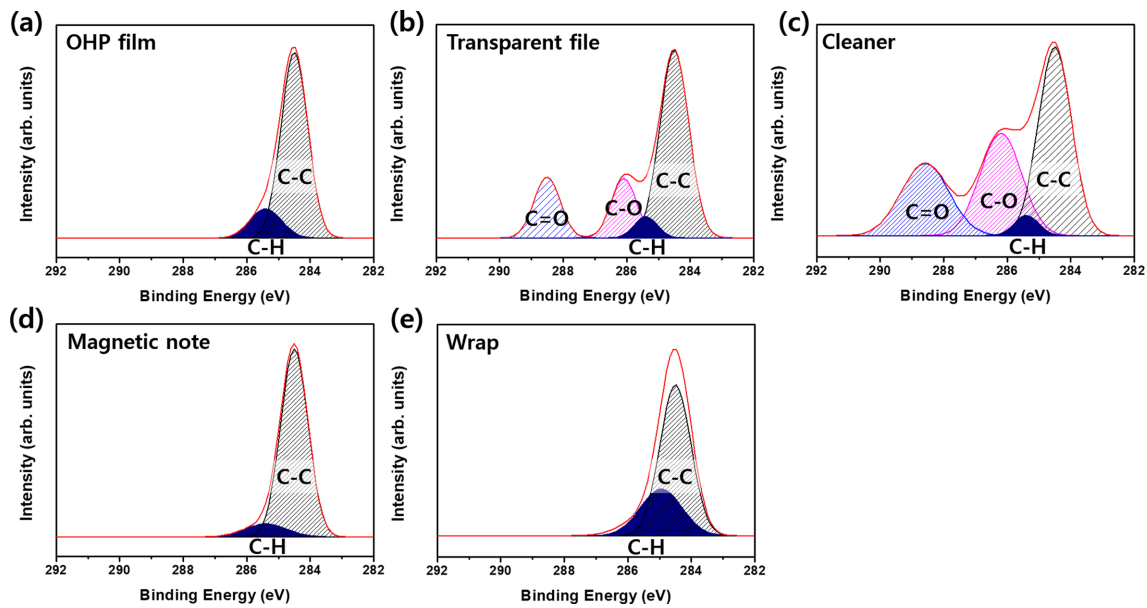 (a)
OHP film
Intensity (arb. units)
C-C
C-H
292 290 288 286 284 282
Binding Energy (eV)
(b)
Transparent file
Intensity (arb. units)
C=O
C-O
C-C
C-H
292 290 288 286 284 282
Binding Energy (eV)
(c)
Cleaner
Intensity (arb. units)
C=O
C-O
C-C
C-H
292 290 288 286 284 282
Binding Energy (eV)
(d)
Magnetic note
Intensity (arb. units)
C-C
C-H
292 290 288 286 284 282
Binding Energy (eV)
(e)
Wrap
Intensity (arb. units)
C-C
C-H
292 290 288 286 284 282
Binding Energy (eV)